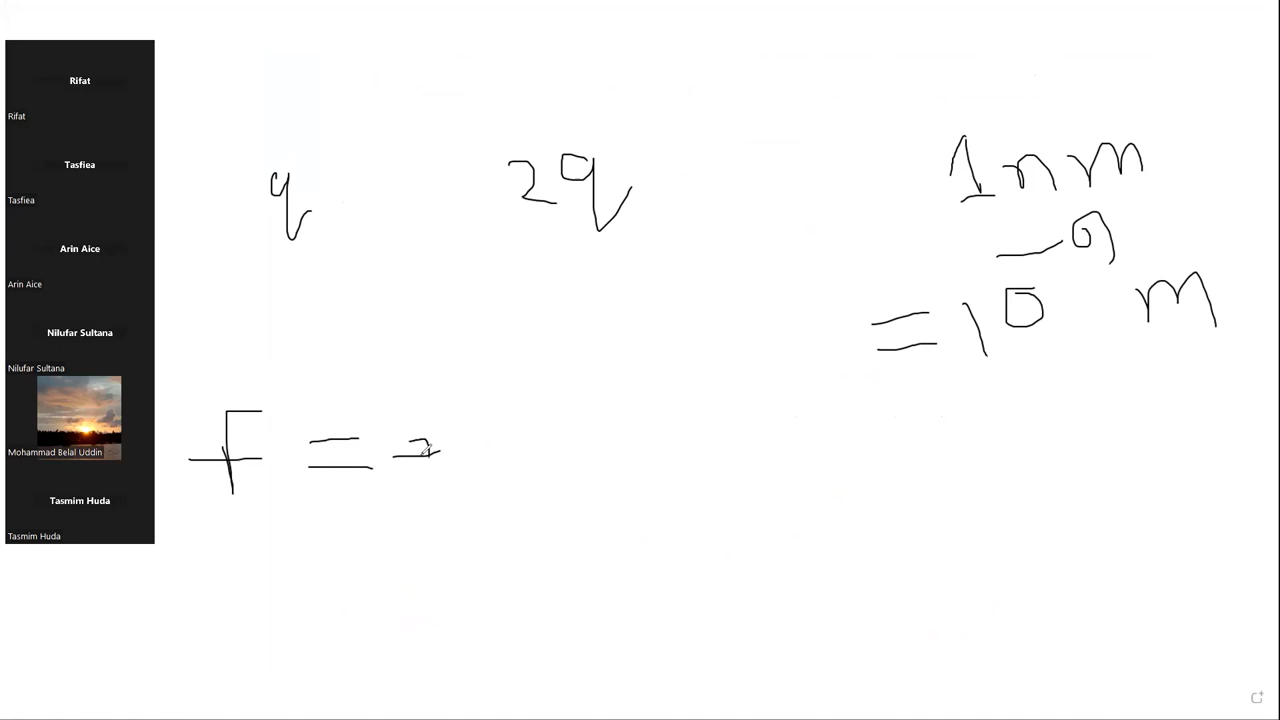 Rifat
Rifat
Tasfiea
Tasfiea
Arin Aice
Arin Aice
Nilufar Sultana
Nilufar Sultana
Mohammad Belal Uddin
Tasmim Huda
Tasmim Huda
q 2q
1nm
= 10⁻⁹ m
F =